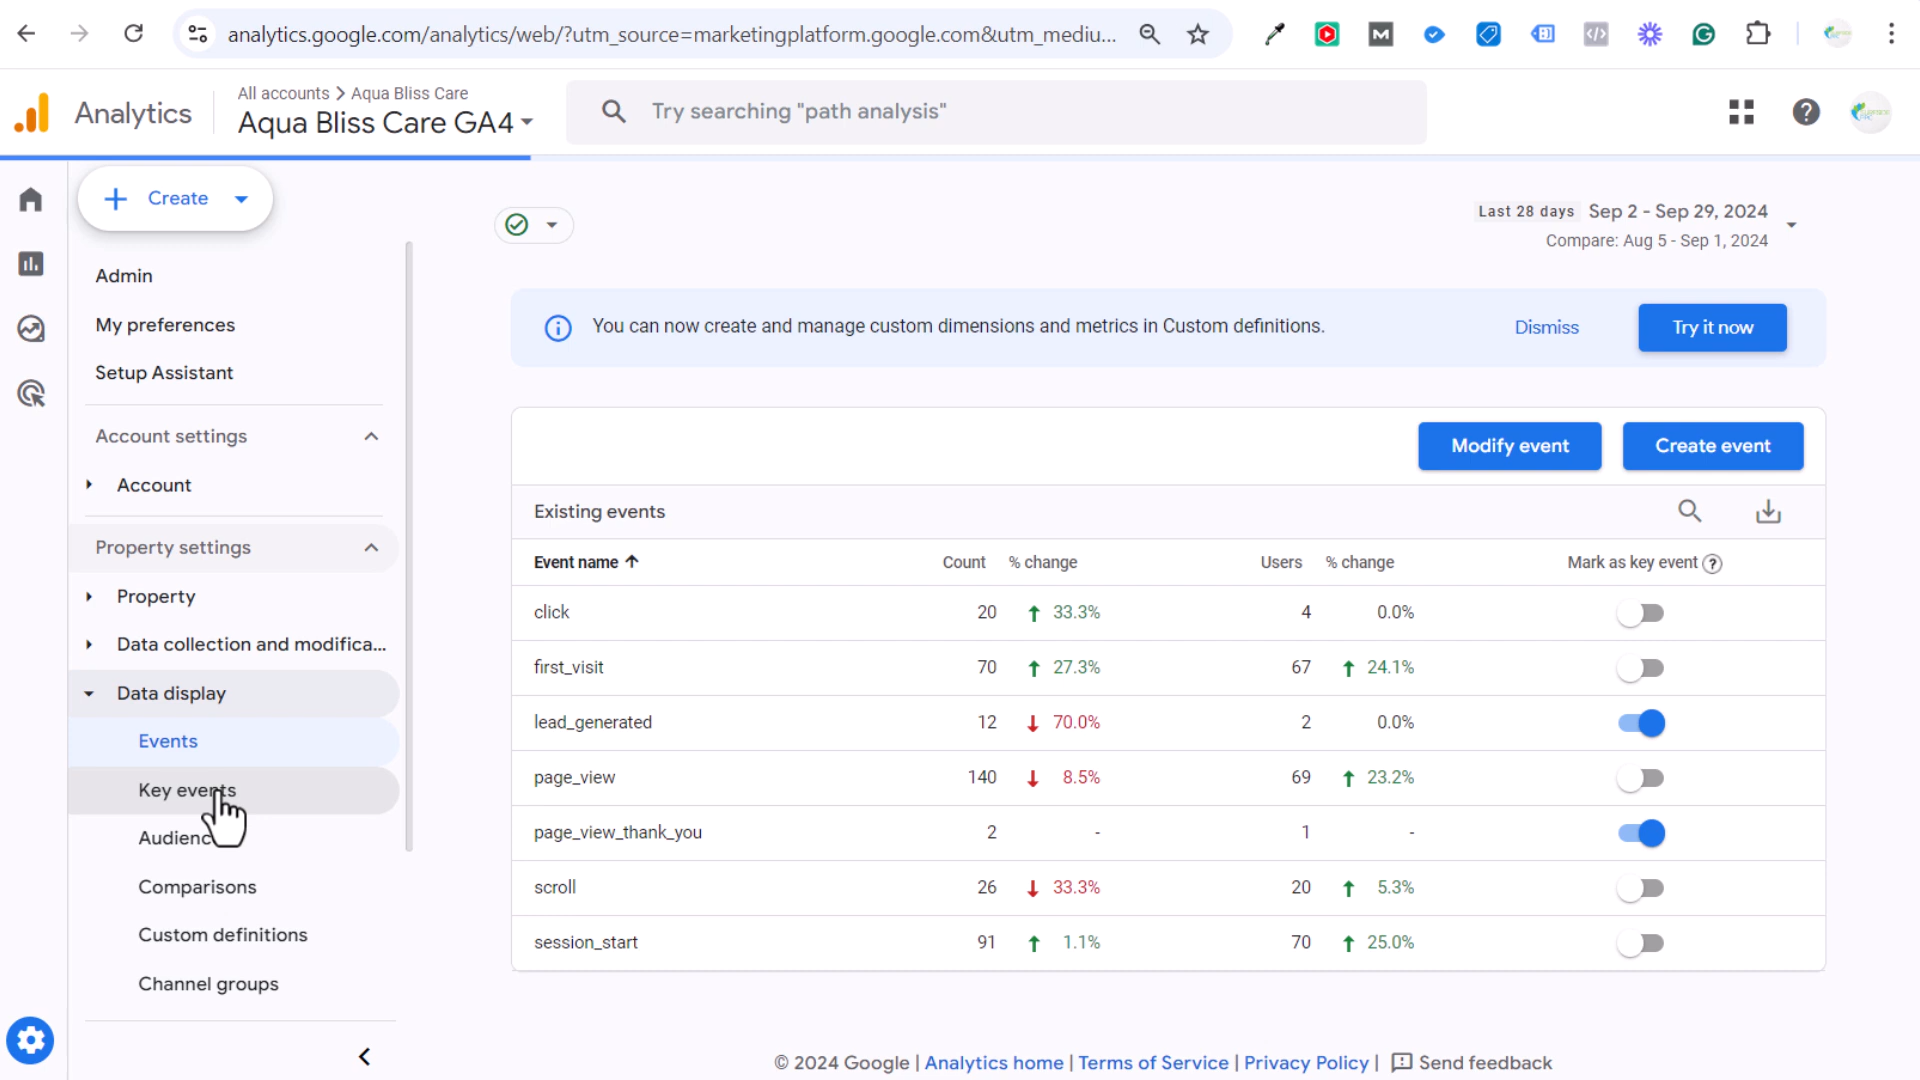 analytics.google.com/analytics/web/?utm_source=marketingplatform.google.com&utm_mediu...
Analytics
All accounts > Aqua Bliss Care
Aqua Bliss Care GA4
Try searching "path analysis"
Create
Admin
My preferences
Setup Assistant
Account settings
Account
Property settings
Property
Data collection and modifica...
Data display
Events
Key events
Audienc
Comparisons
Custom definitions
Channel groups
Last 28 days Sep 2 - Sep 29, 2024
Compare: Aug 5 - Sep 1, 2024
You can now create and manage custom dimensions and metrics in Custom definitions.
Dismiss
Try it now
Modify event
Create event
Existing events
Event name Count % change Users % change Mark as key event ?
click 20 33.3% 4 0.0%
first_visit 70 27.3% 67 24.1%
lead_generated 12 70.0% 2 0.0%
page_view 140 8.5% 69 23.2%
page_view_thank_you 2 - 1 -
scroll 26 33.3% 20 5.3%
session_start 91 1.1% 70 25.0%
© 2024 Google | Analytics home | Terms of Service | Privacy Policy | Send feedback